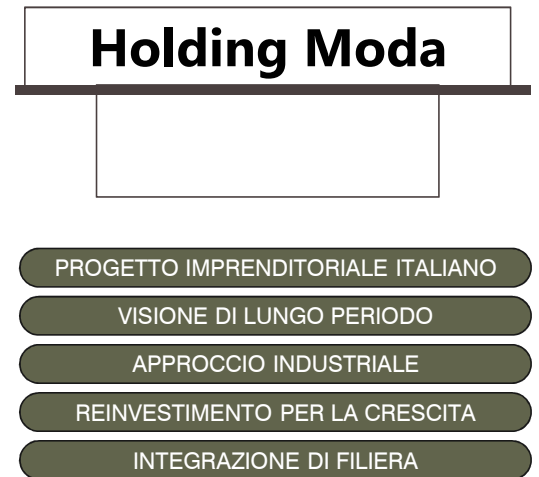 Holding Moda
PROGETTO IMPRENDITORIALE ITALIANO
VISIONE DI LUNGO PERIODO
APPROCCIO INDUSTRIALE
REINVESTIMENTO PER LA CRESCITA
INTEGRAZIONE DI FILIERA